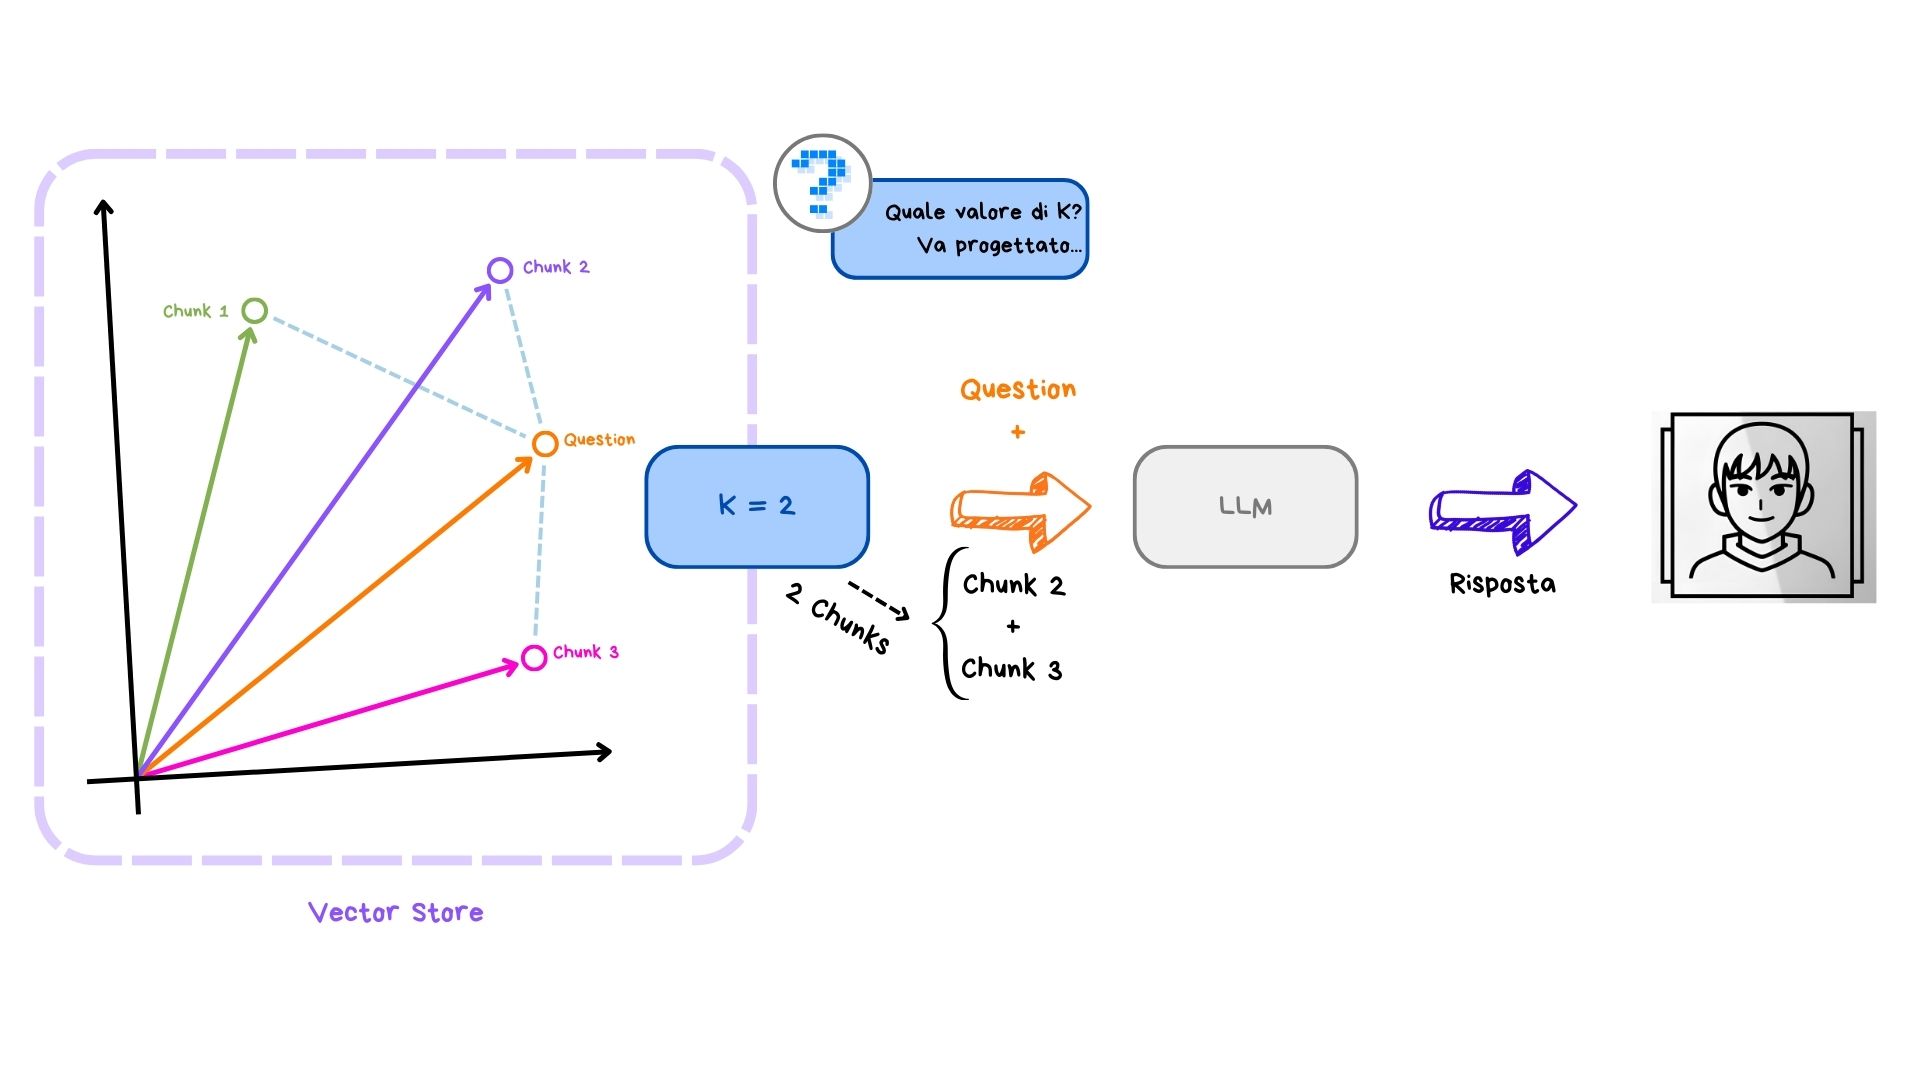 Quale valore di K?
Va progettato...
Chunk 1
Chunk 2
Question
Chunk 3
Vector Store
K = 2
2 Chunks
Question
+
Chunk 2
+
Chunk 3
LLM
Risposta